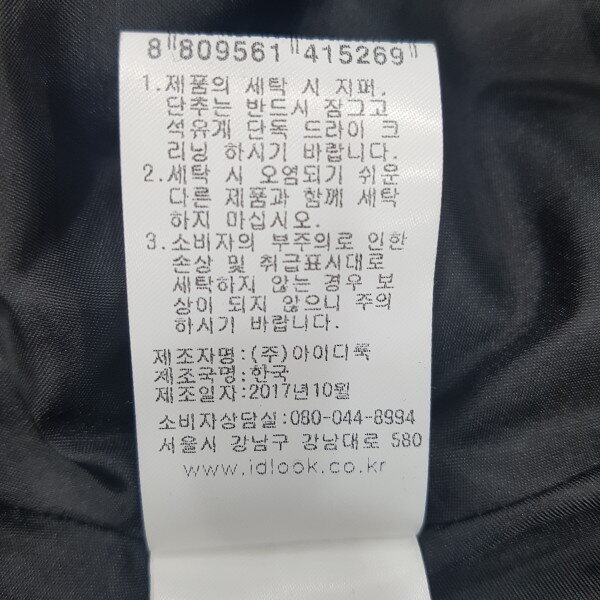 8 809561 415269
1.제품의 세탁 시 지퍼,
단추는 반드시 잠그고
석유계 단독 드라이 크
리닝 하시기 바랍니다.
2.세탁 시 오염되기 쉬운
다른 제품과 함께 세탁
하지 마십시오.
3.소비자의 부주의로 인한
손상 및 취급표시대로
세탁하지 않는 경우 보
상이 되지 않으니 주의
하시기 바랍니다.
제조자명:(주)아이디룩
제조국명:한국
제조일자:2017년10월
소비자상담실:080-044-8994
서울시 강남구 강남대로 580
www.idlook.co.kr